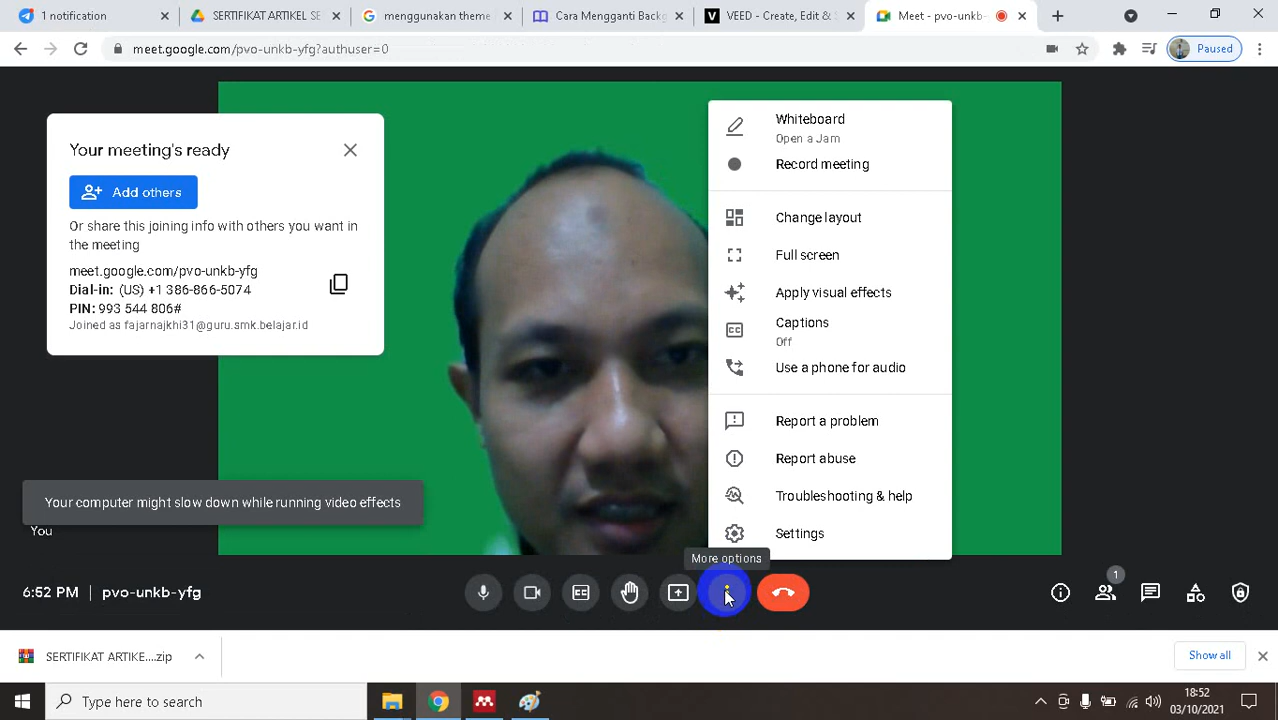 1 notification
SERTIFIKAT ARTIKEL SE
menggunakan theme
Cara Mengganti Backg
VEED - Create, Edit & 
Meet - pvo-unkb-
meet.google.com/pvo-unkb-yfg?authuser=0
Paused
Your meeting's ready
Add others
Or share this joining info with others you want in
the meeting
meet.google.com/pvo-unkb-yfg
Dial-in: (US) +1 386-866-5074
PIN: 993 544 806#
Joined as fajarnajkhi31@guru.smk.belajar.id
Whiteboard
Open a Jam
Record meeting
Change layout
Full screen
Apply visual effects
CC
Captions
Off
Use a phone for audio
Report a problem
Report abuse
Troubleshooting & help
Settings
Your computer might slow down while running video effects
You
More options
6:52 PM | pvo-unkb-yfg
CC
1
SERTIFIKAT ARTIKE....zip
Show all
Type here to search
18:52
03/10/2021